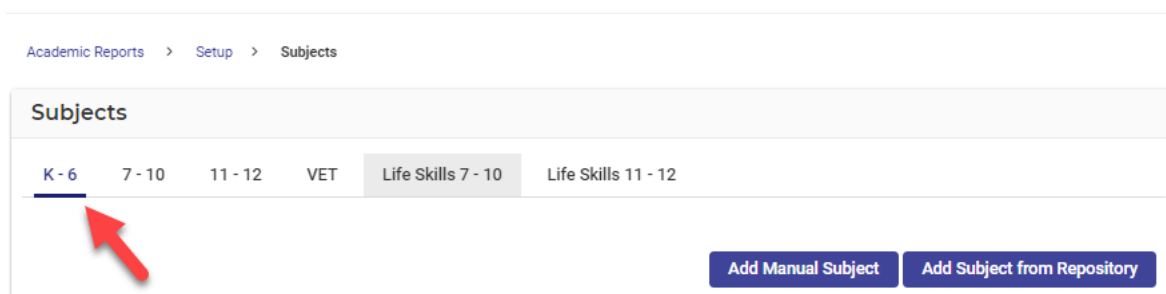 Academic Reports > Setup > Subjects
Subjects
K - 6 7 - 10 11 - 12 VET Life Skills 7 - 10 Life Skills 11 - 12
Add Manual Subject Add Subject from Repository